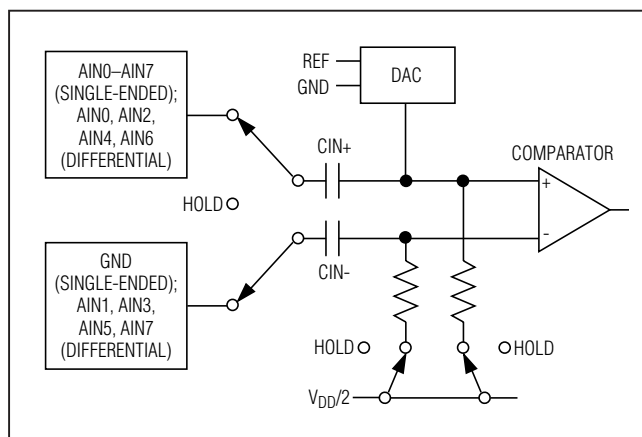 AIN0–AIN7
(SINGLE-ENDED);
AIN0, AIN2,
AIN4, AIN6
(DIFFERENTIAL)
REF
GND
DAC
CIN+
COMPARATOR
+
-
HOLD
GND
(SINGLE-ENDED);
AIN1, AIN3,
AIN5, AIN7
(DIFFERENTIAL)
CIN-
HOLD
HOLD
VDD/2